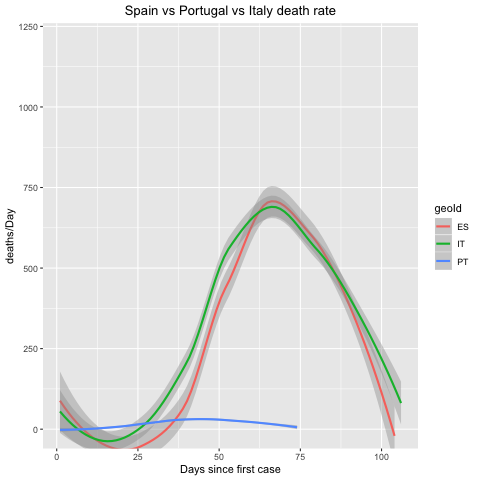 Spain vs Portugal vs Italy death rate
1250
1000
750
500
250
0
deaths/Day
0 25 50 75 100
Days since first case
geoId
ES
IT
PT